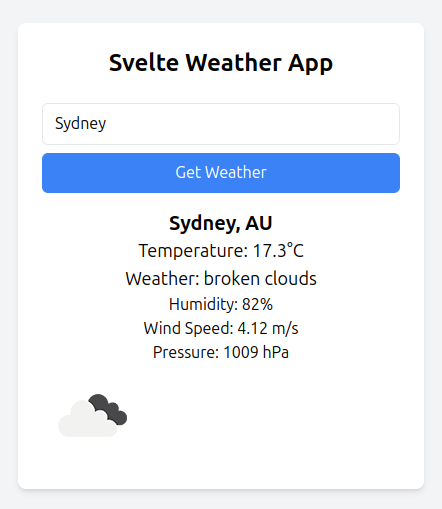 Svelte Weather App
Sydney
Get Weather
Sydney, AU
Temperature: 17.3°C
Weather: broken clouds
Humidity: 82%
Wind Speed: 4.12 m/s
Pressure: 1009 hPa